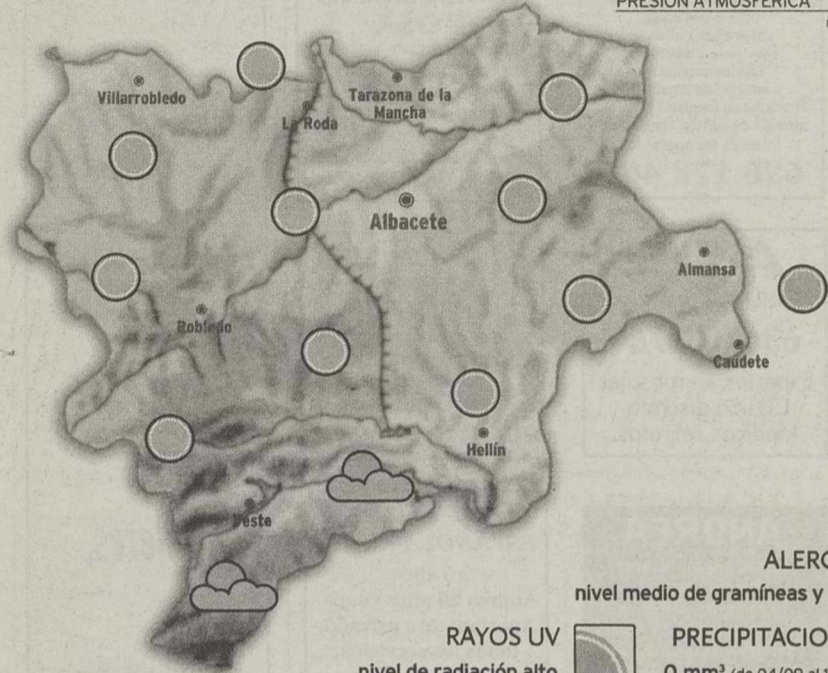 PRESIÓN ATMOSFÉRICA
Villarrobledo
Tarazona de la
Mancha
La Roda
Albacete
Almansa
Robledo
Caudete
Hellín
Yeste
ALERG
nivel medio de gramíneas y
RAYOS UV
PRECIPITACIO
nivel de radiación alto
0 mm³